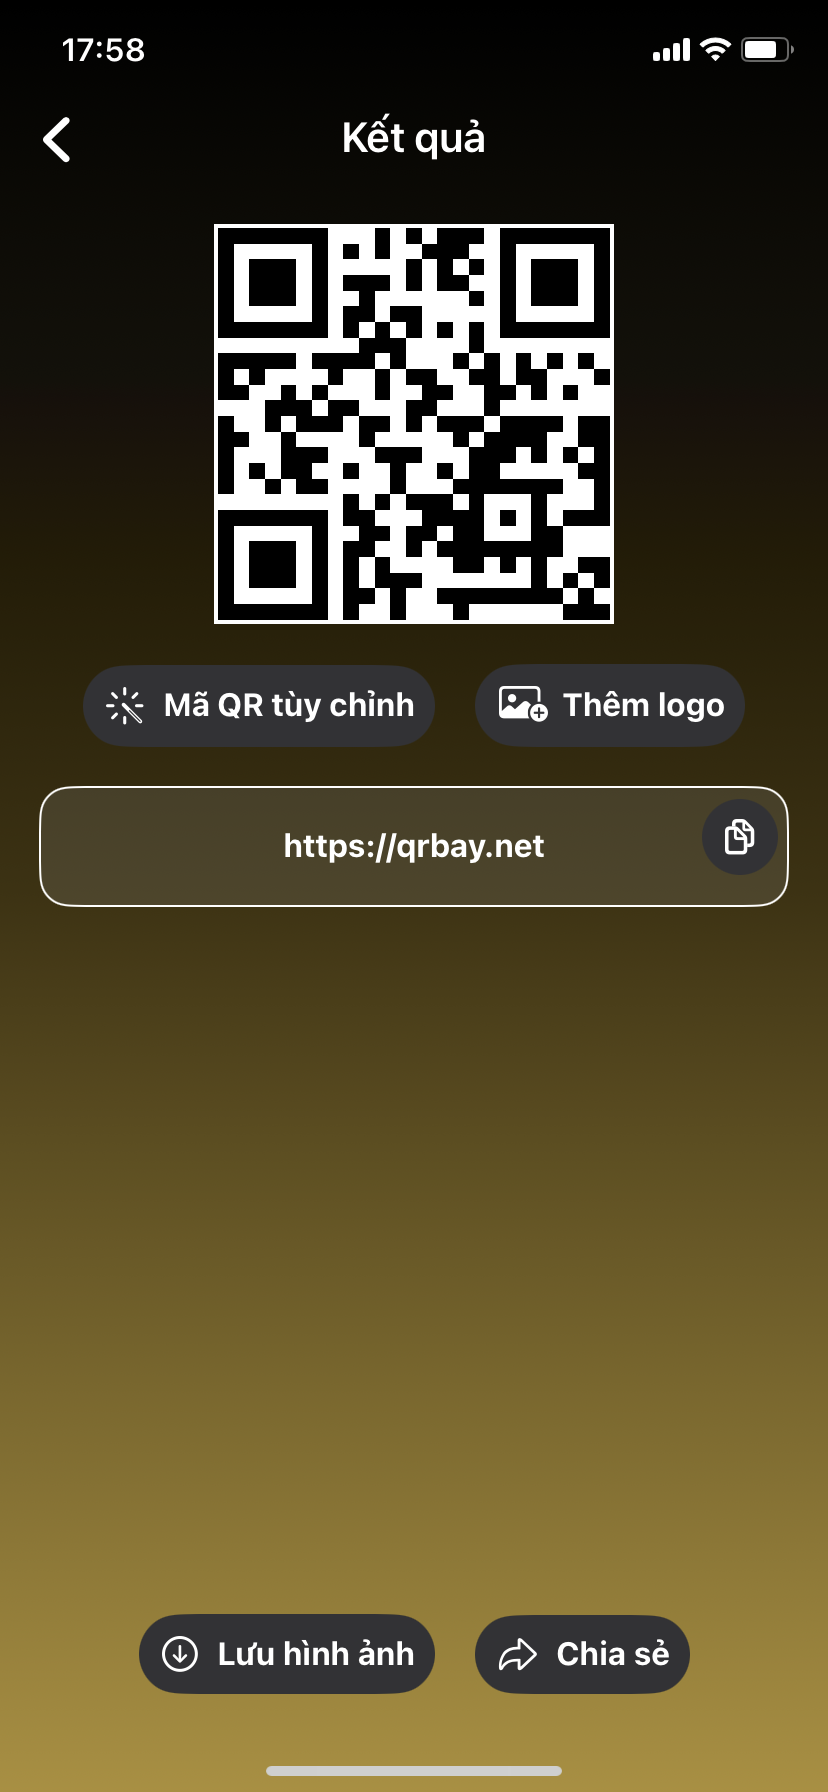 17:58
Kết quả
Mã QR tùy chỉnh
Thêm logo
https://qrbay.net
Lưu hình ảnh
Chia sẻ